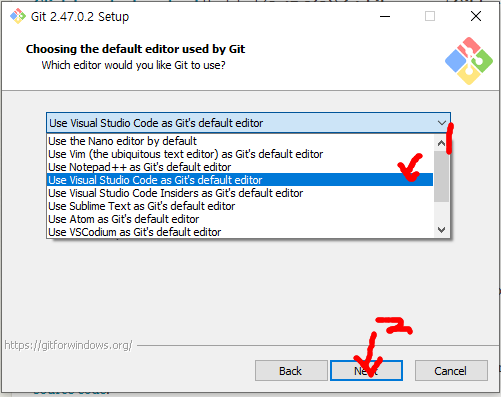 Git 2.47.0.2 Setup
Choosing the default editor used by Git
Which editor would you like Git to use?
Use Visual Studio Code as Git's default editor
Use the Nano editor by default
Use Vim (the ubiquitous text editor) as Git's default editor
Use Notepad++ as Git's default editor
Use Visual Studio Code as Git's default editor
Use Visual Studio Code Insiders as Git's default editor
Use Sublime Text as Git's default editor
Use Atom as Git's default editor
Use VSCodium as Git's default editor
1
2
https://gitforwindows.org/
Back Next Cancel
source code.